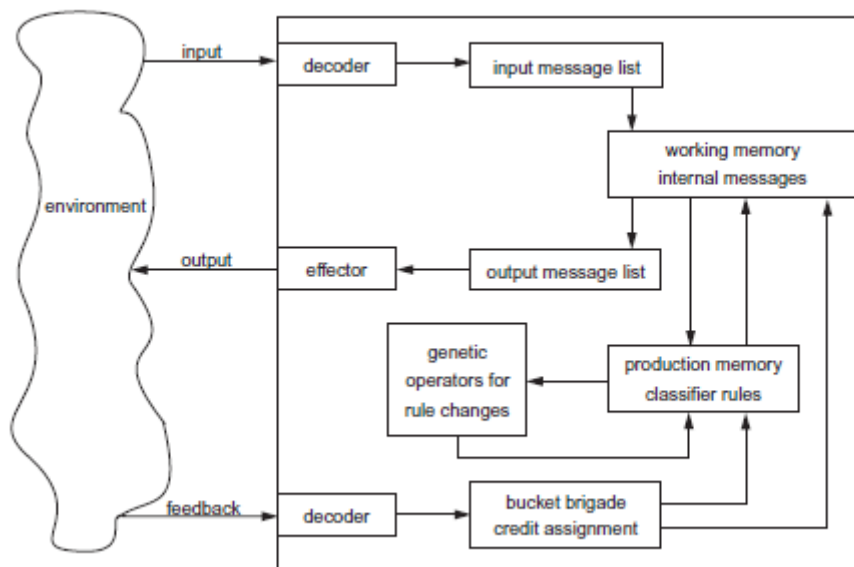 input
decoder
input message list
working memory
internal messages
environment
output
effector
output message list
genetic
operators for
rule changes
production memory
classifier rules
feedback
decoder
bucket brigade
credit assignment